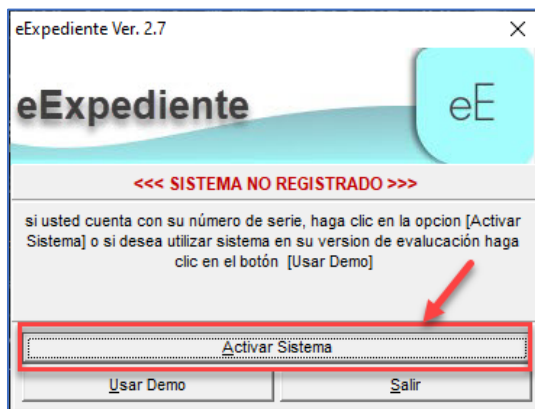 eExpediente Ver. 2.7
eExpediente
eE
<<< SISTEMA NO REGISTRADO >>>
si usted cuenta con su número de serie, haga clic en la opcion [Activar
Sistema] o si desea utilizar sistema en su version de evalucación haga
clic en el botón [Usar Demo]
Activar Sistema
Usar Demo
Salir